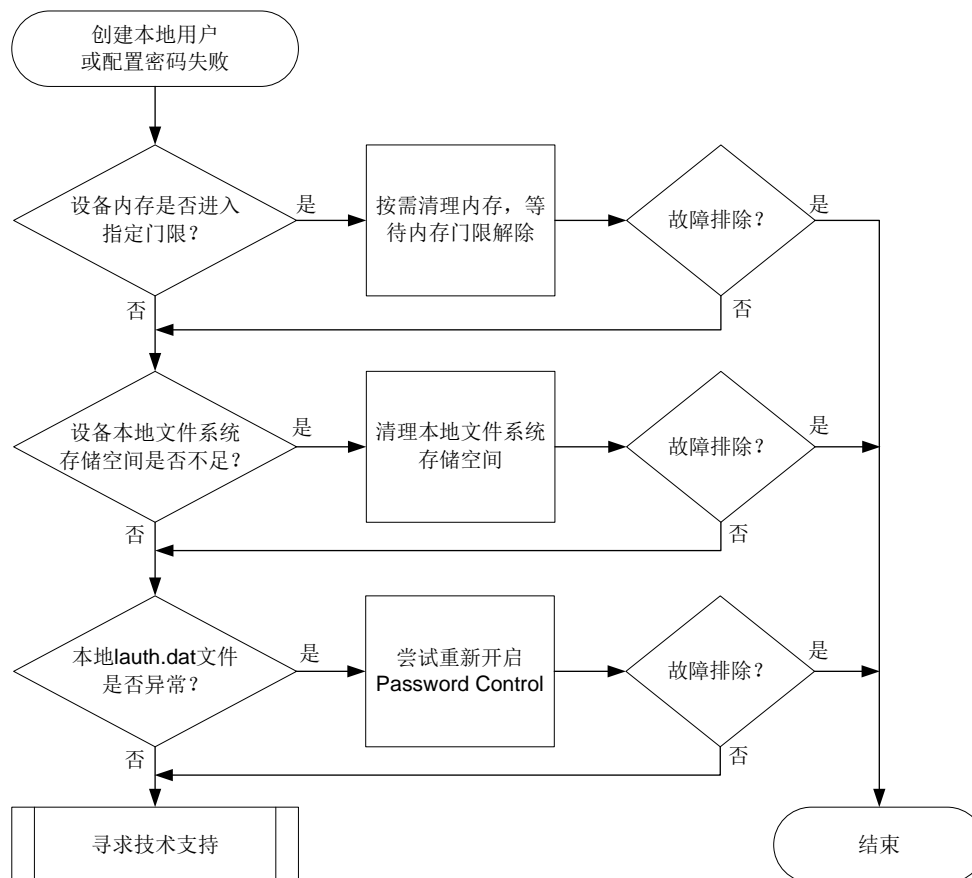 创建本地用户
或配置密码失败
设备内存是否进入
指定门限？
是
按需清理内存，等
待内存门限解除
故障排除？
是
否
否
设备本地文件系统
存储空间是否不足？
是
清理本地文件系统
存储空间
故障排除？
是
否
否
本地lauth.dat文件
是否异常？
是
尝试重新开启
Password Control
故障排除？
是
否
否
寻求技术支持
结束